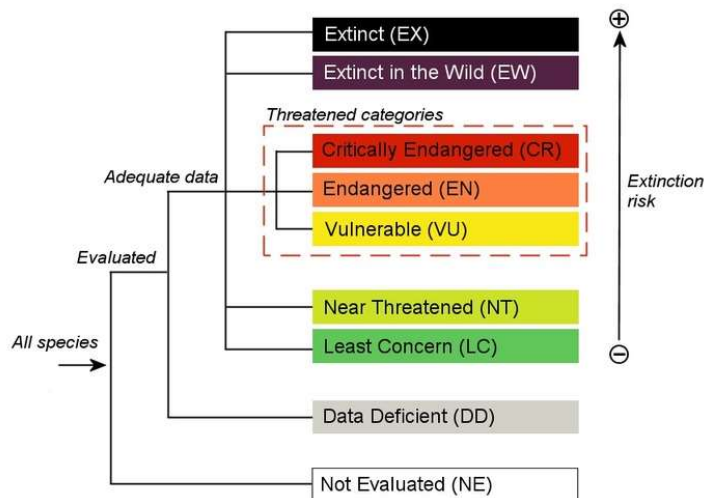 Extinct (EX)
Extinct in the Wild (EW)
Threatened categories
Critically Endangered (CR)
Adequate data
Endangered (EN)
Extinction
risk
Vulnerable (VU)
Evaluated
Near Threatened (NT)
All species
Least Concern (LC)
Data Deficient (DD)
Not Evaluated (NE)